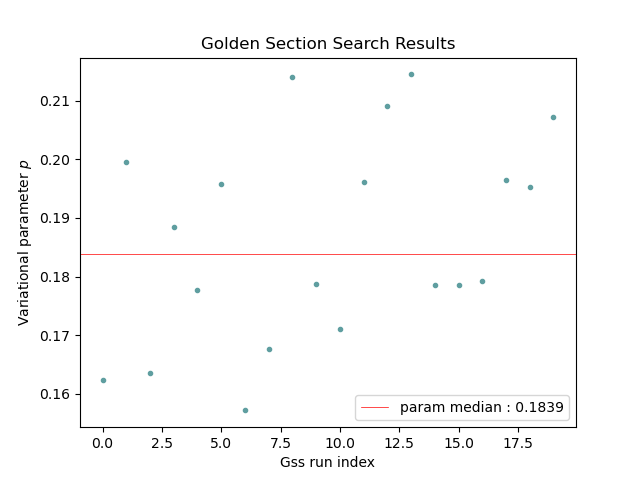 Golden Section Search Results
Variational parameter p
0.21
0.20
0.19
0.18
0.17
0.16
param median : 0.1839
0.0 2.5 5.0 7.5 10.0 12.5 15.0 17.5
Gss run index